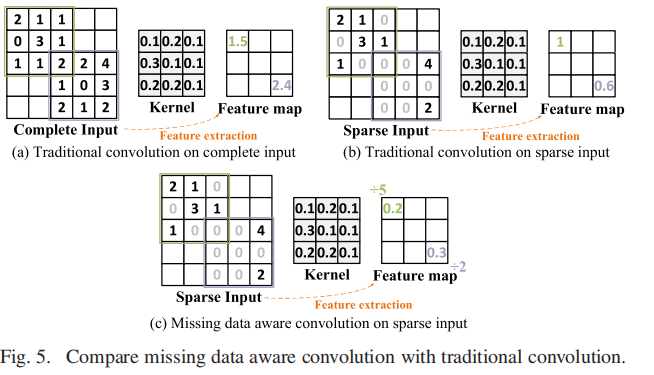 2 1 1
0 3 1
1 1 2 2 4
1 0 3
2 1 2
0.1 0.2 0.1
0.3 0.1 0.1
0.2 0.2 0.1
1.5
2.4
Complete Input
Kernel
Feature map
Feature extraction
(a) Traditional convolution on complete input
2 1 0
0 3 1
1 0 0 0 4
0 0 0
0 0 2
0.1 0.2 0.1
0.3 0.1 0.1
0.2 0.2 0.1
1
0.6
Sparse Input
Kernel
Feature map
Feature extraction
(b) Traditional convolution on sparse input
2 1 0
0 3 1
1 0 0 0 4
0 0 0
0 0 2
0.1 0.2 0.1
0.3 0.1 0.1
0.2 0.2 0.1
÷5
0.2
0.3
÷2
Sparse Input
Kernel
Feature map
Feature extraction
(c) Missing data aware convolution on sparse input
Fig. 5. Compare missing data aware convolution with traditional convolution.